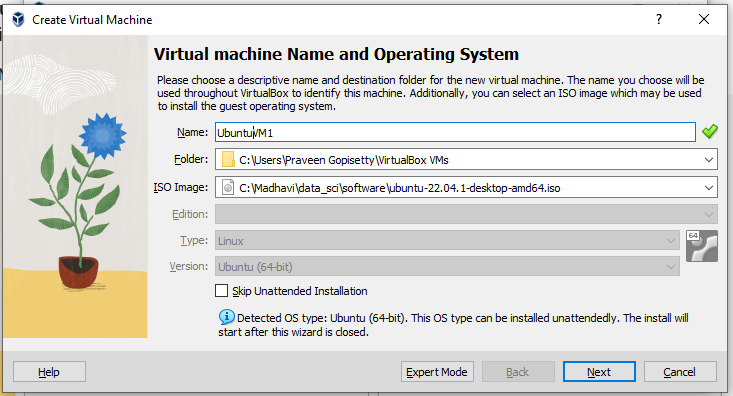 Create Virtual Machine
Virtual machine Name and Operating System
Please choose a descriptive name and destination folder for the new virtual machine. The name you choose will be
used throughout VirtualBox to identify this machine. Additionally, you can select an ISO image which may be used
to install the guest operating system.
Name: UbuntuVM1
Folder: C:\Users\Praveen Gopisetty\VirtualBox VMs
ISO Image: C:\Madhavi\data_sci\software\ubuntu-22.04.1-desktop-amd64.iso
Edition:
Type: Linux
64
Version: Ubuntu (64-bit)
Skip Unattended Installation
Detected OS type: Ubuntu (64-bit). This OS type can be installed unattendedly. The install will
start after this wizard is closed.
Help Expert Mode Back Next Cancel